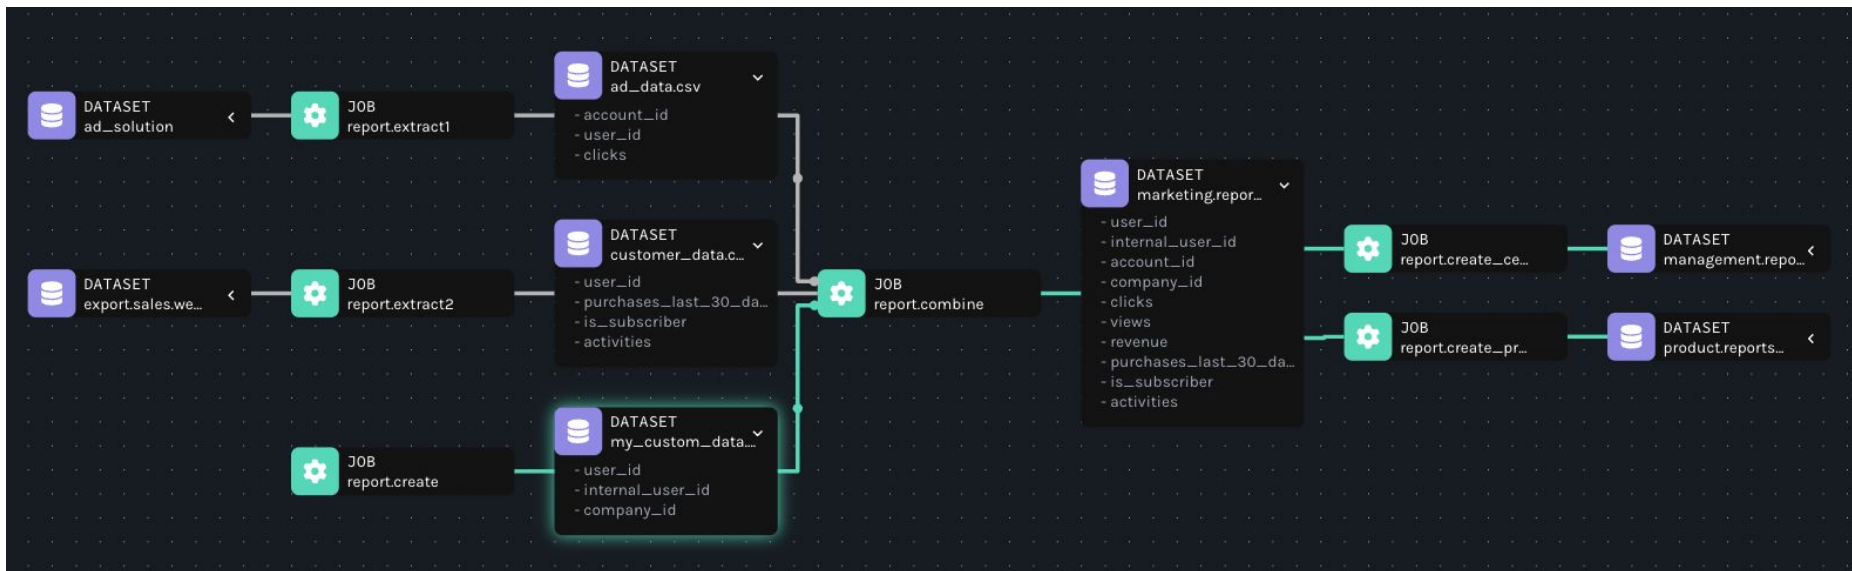 DATASET
ad_solution
JOB
report.extract1
DATASET
ad_data.csv
- account_id
- user_id
- clicks
DATASET
export.sales.we...
JOB
report.extract2
DATASET
customer_data.c...
- user_id
- purchases_last_30_da...
- is_subscriber
- activities
JOB
report.create
DATASET
my_custom_data....
- user_id
- internal_user_id
- company_id
JOB
report.combine
DATASET
marketing.repor...
- user_id
- internal_user_id
- account_id
- company_id
- clicks
- views
- revenue
- purchases_last_30_da...
- is_subscriber
- activities
JOB
report.create_ce...
DATASET
management.repo...
JOB
report.create_pr...
DATASET
product.reports...